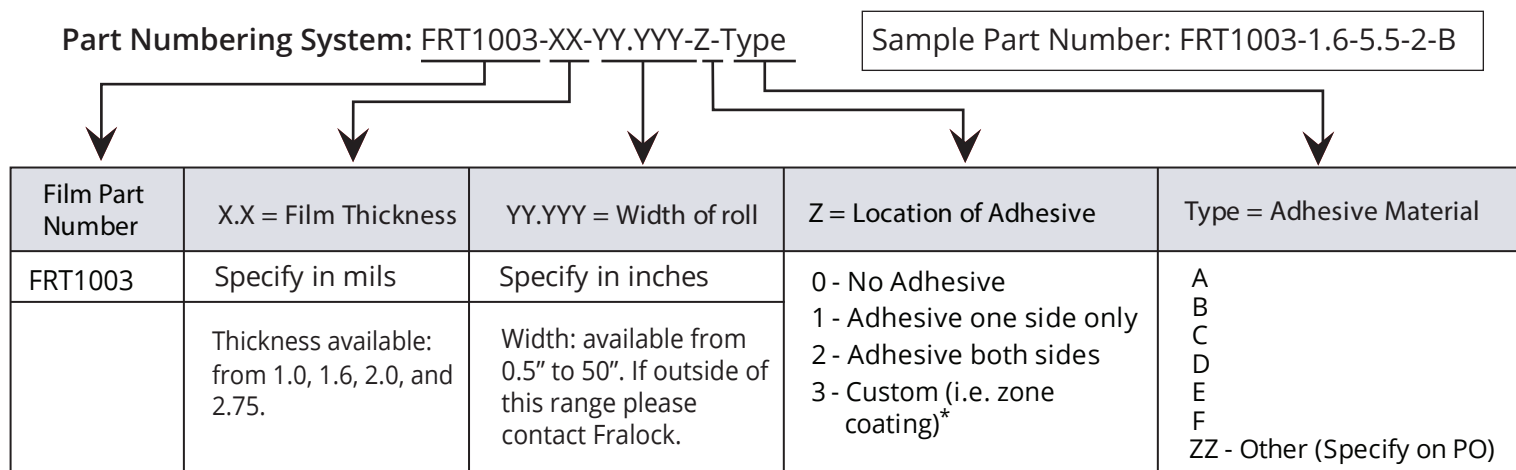 Part Numbering System: FRT1003-XX-YY.YYY-Z-Type
Sample Part Number: FRT1003-1.6-5.5-2-B
Film Part
Number
X.X = Film Thickness
YY.YYY = Width of roll
Z = Location of Adhesive
Type = Adhesive Material
FRT1003
Specify in mils
Thickness available:
from 1.0, 1.6, 2.0, and
2.75.
Specify in inches
Width: available from
0.5” to 50”. If outside of
this range please
contact Fralock.
0 - No Adhesive
1 - Adhesive one side only
2 - Adhesive both sides
3 - Custom (i.e. zone
coating)*
A
B
C
D
E
F
ZZ - Other (Specify on PO)